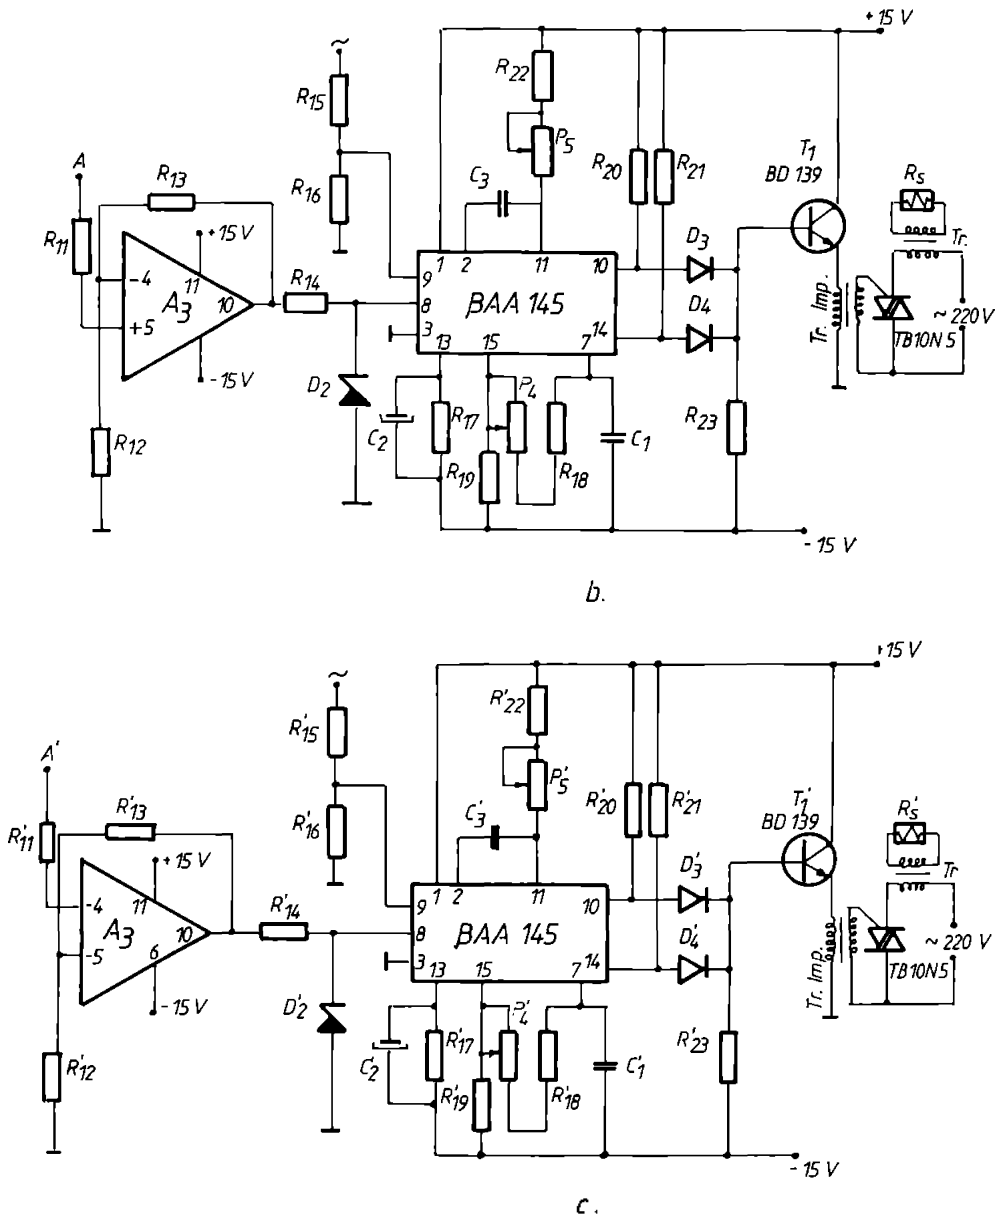 +15 V
~
R22
R15
P5
T1
BD 139
A
R13
R20
R21
RS
C3
R16
R11
+15 V
Tr.
D3
-4
11
R14
1
2
11
10
9
A3
10
8
βAA 145
D4
Tr. Imp.
~ 220 V
+5
3
14
13
15
7
TB10N5
-15 V
D2
P4
R12
C2
R17
R19
R18
C1
R23
-15 V
b.
+15 V
~
R'22
R'15
A'
P'5
R'13
T'1
BD 139
R'20
R'21
R'S
C'3
R'16
R'11
+15 V
Tr
D'3
-4
11
R'14
1
2
11
10
9
A3
10
8
βAA 145
D'4
Tr. Imp.
~ 220 V
-5
6
3
14
13
15
7
TB10N5
-15 V
D'2
P'4
R'12
C'2
R'17
R'19
R'18
C'1
R'23
-15 V
c.